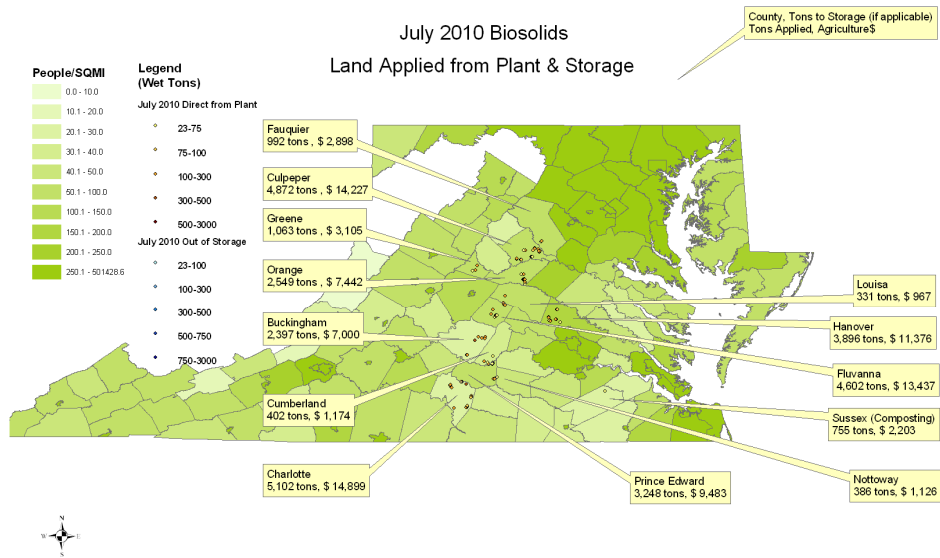 July 2010 Biosolids
Land Applied from Plant & Storage
County, Tons to Storage (if applicable)
Tons Applied, Agriculture$
People/SQMI
0.0 - 10.0
10.1 - 20.0
20.1 - 30.0
30.1 - 40.0
40.1 - 50.0
50.1 - 100.0
100.1 - 150.0
150.1 - 200.0
200.1 - 250.0
250.1 - 501428.6
Legend
(Wet Tons)
July 2010 Direct from Plant
23-75
75-100
100-300
300-500
500-3000
July 2010 Out of Storage
23-100
100-300
300-500
500-750
750-3000
Fauquier
992 tons , $ 2,898
Culpeper
4,872 tons , $ 14,227
Greene
1,063 tons , $ 3,105
Orange
2,549 tons , $ 7,442
Buckingham
2,397 tons, $ 7,000
Cumberland
402 tons, $ 1,174
Charlotte
5,102 tons, $ 14,899
Louisa
331 tons, $ 967
Hanover
3,896 tons, $ 11,376
Fluvanna
4,602 tons, $ 13,437
Sussex (Composting)
755 tons, $ 2,203
Nottoway
386 tons, $ 1,126
Prince Edward
3,248 tons, $ 9,483
N
W E
S